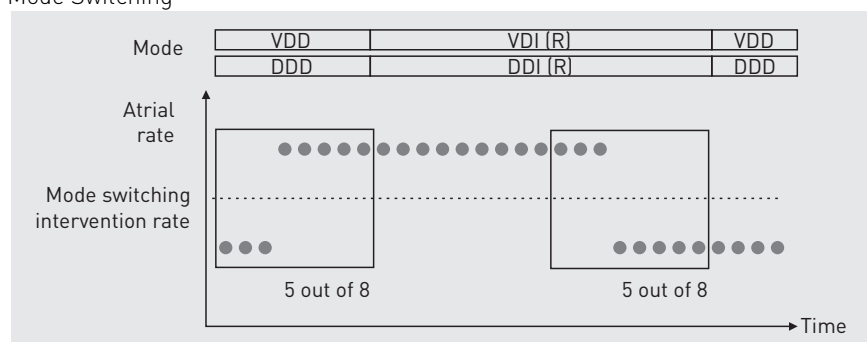 Mode Switching
Mode
VDD
VDI (R)
VDD
DDD
DDI (R)
DDD
Atrial
rate
Mode switching
intervention rate
5 out of 8
5 out of 8
Time